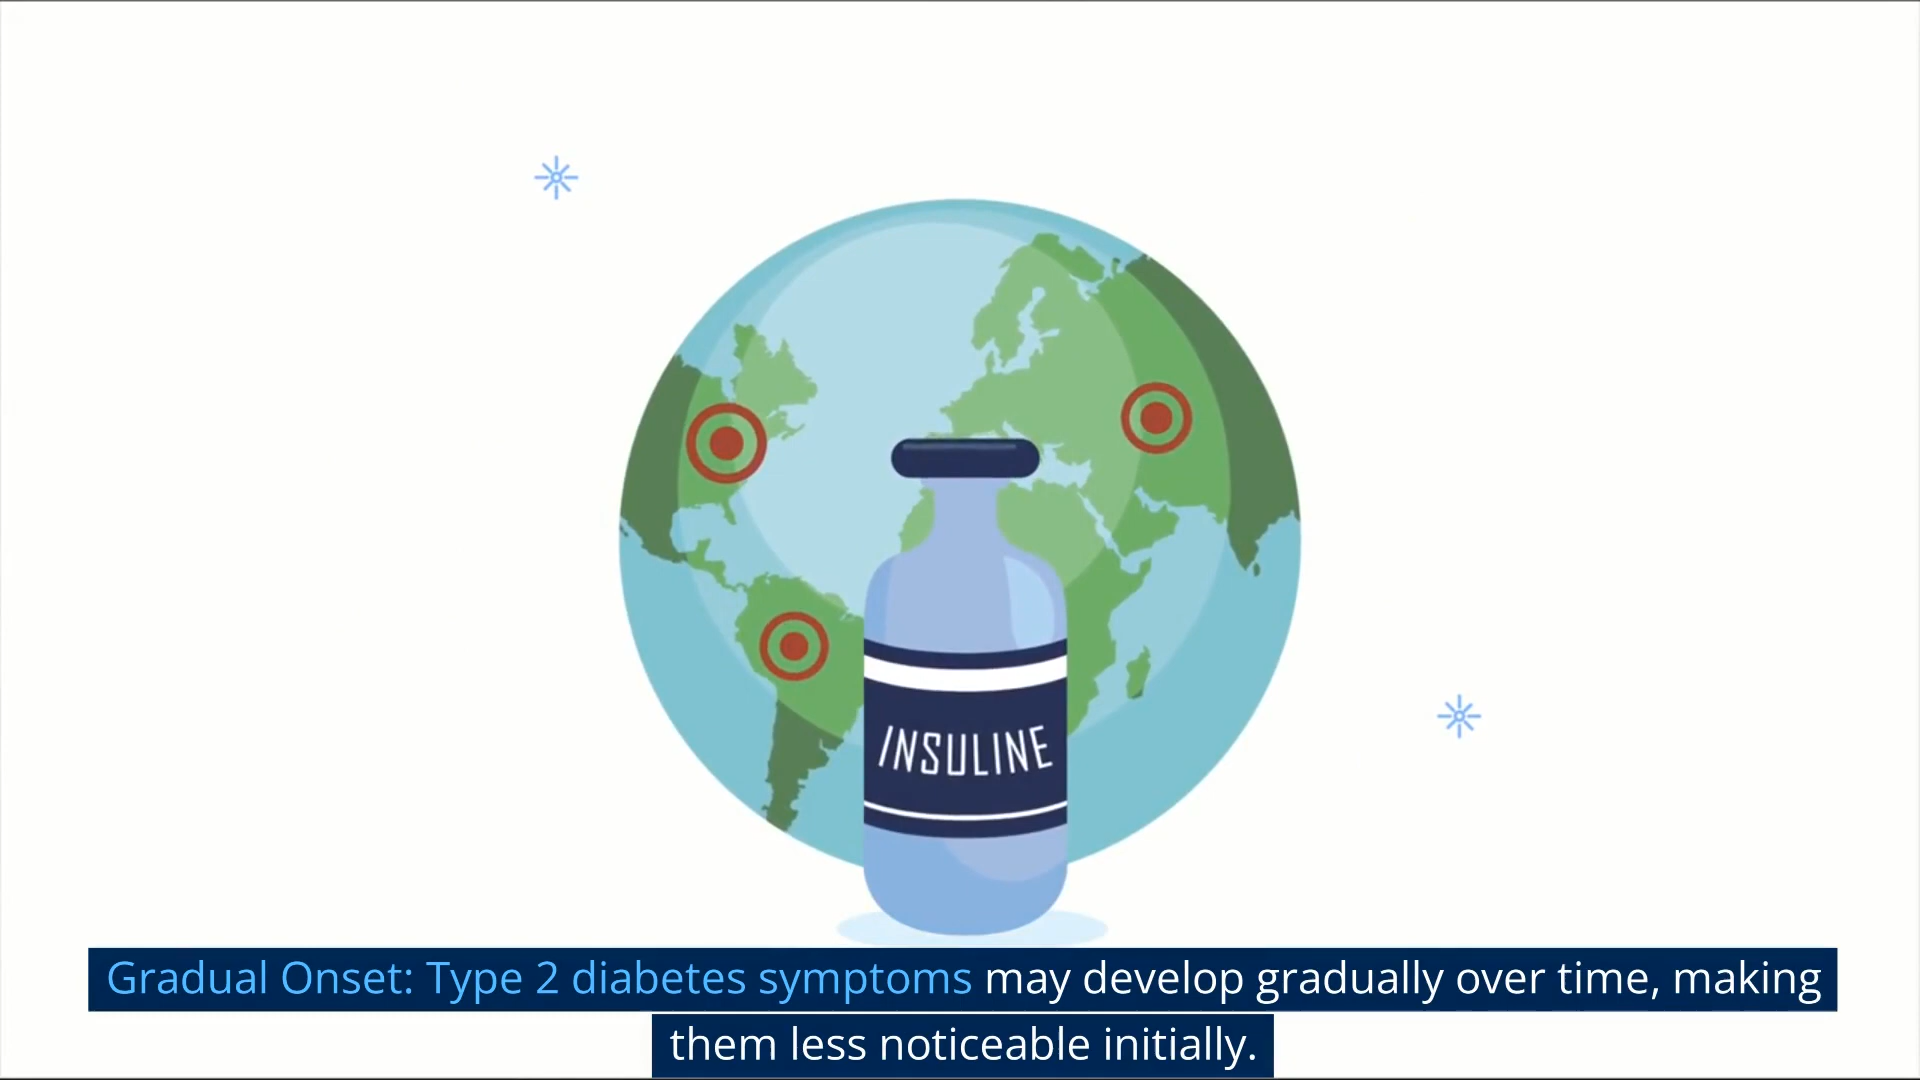 INSULINE
Gradual Onset: Type 2 diabetes symptoms may develop gradually over time, making
them less noticeable initially.